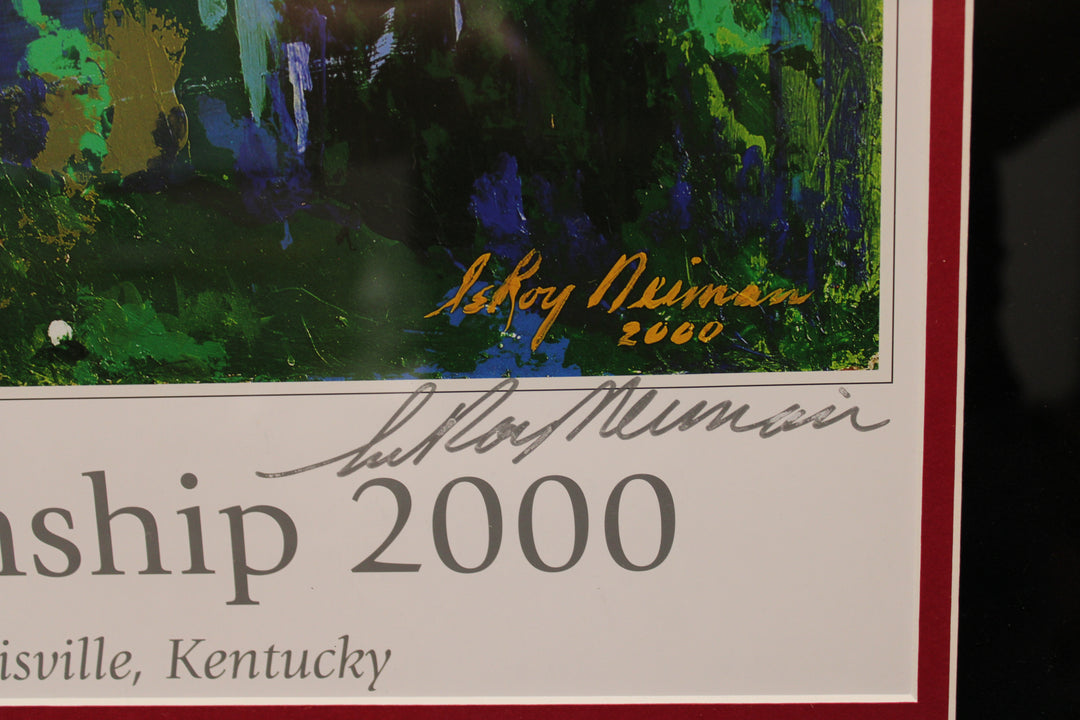 LeRoy Neiman
2000
LeRoy Neiman
nship 2000
isville, Kentucky